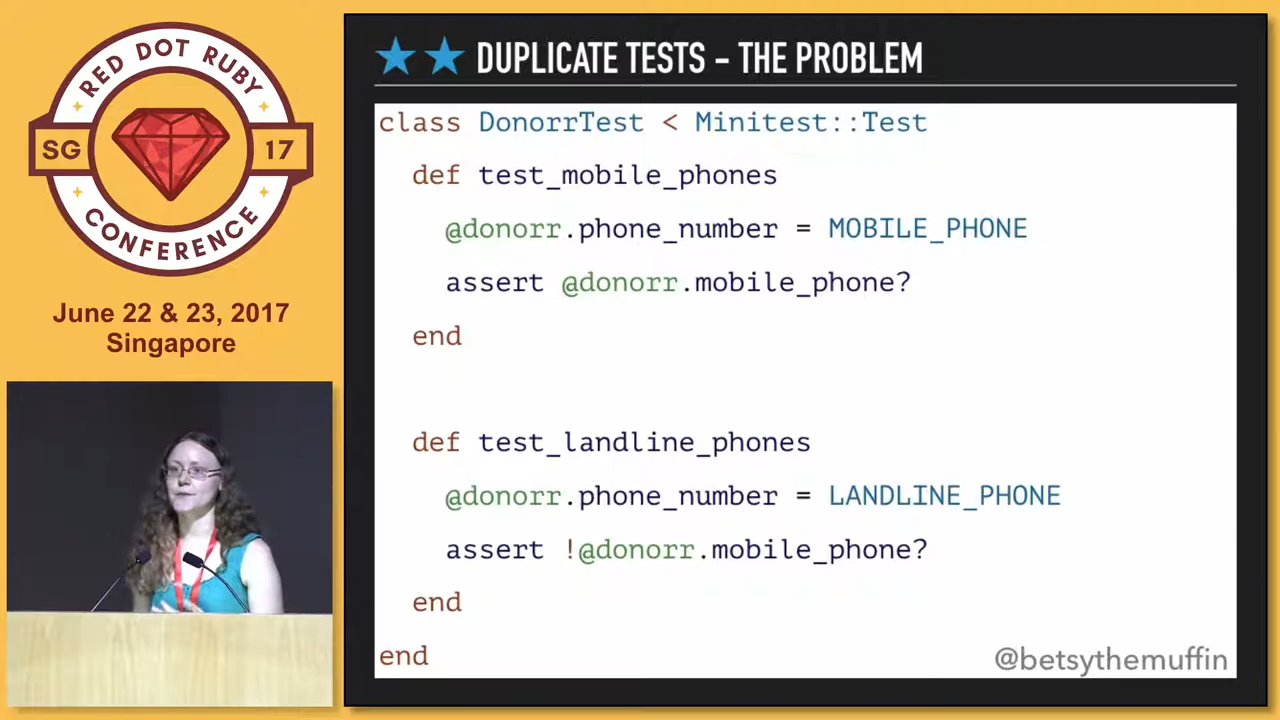 RED DOT RUBY
SG
17
CONFERENCE
June 22 & 23, 2017
Singapore
DUPLICATE TESTS - THE PROBLEM
class DonorrTest < Minitest::Test
def test_mobile_phones
@donorr.phone_number = MOBILE_PHONE
assert @donorr.mobile_phone?
end
def test_landline_phones
@donorr.phone_number = LANDLINE_PHONE
assert !@donorr.mobile_phone?
end
end
@betsythemuffin